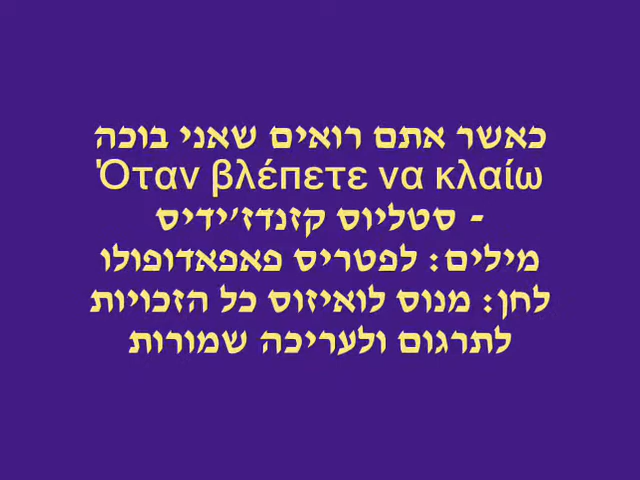 כאשר אתם רואים שאני בוכה
Όταν βλέπετε να κλαίω
- סטליוס קזנדז'ידיס
מילים: לפטריס פאפאדופולו
לחן: מנוס לואיזוס כל הזכויות
לתרגום ולעריכה שמורות